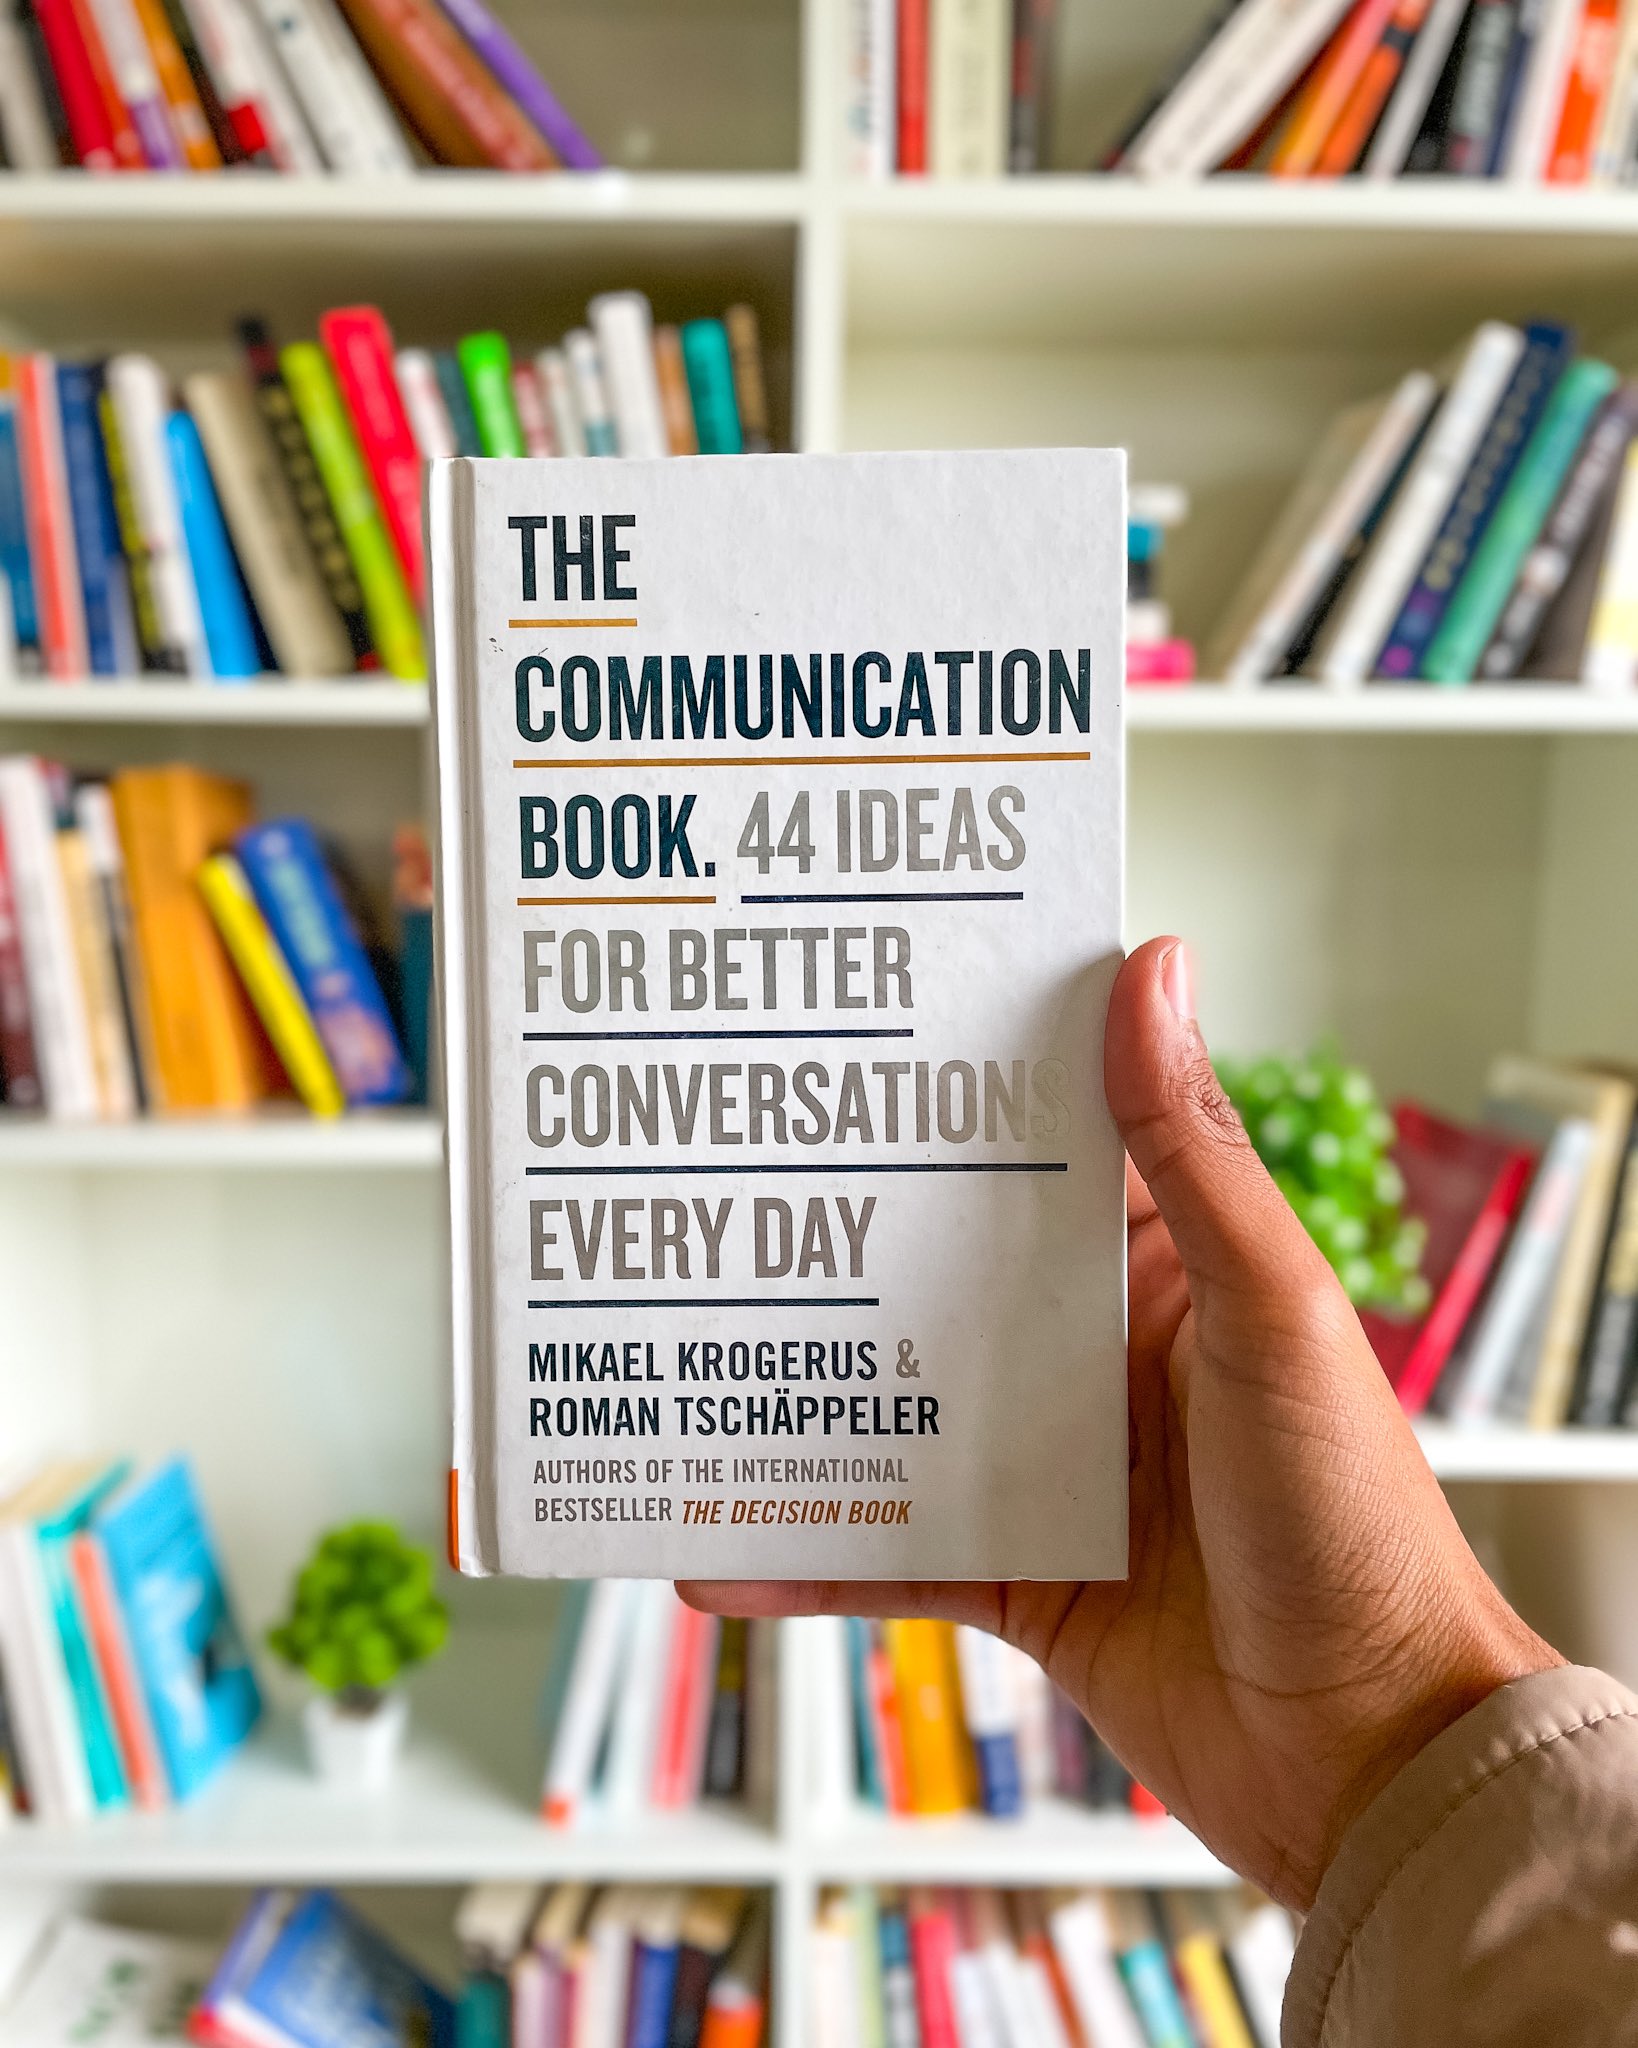 THE
COMMUNICATION
BOOK. 44 IDEAS
FOR BETTER
CONVERSATIONS
EVERY DAY
MIKAEL KROGERUS &
ROMAN TSCHÄPPELER
AUTHORS OF THE INTERNATIONAL
BESTSELLER THE DECISION BOOK